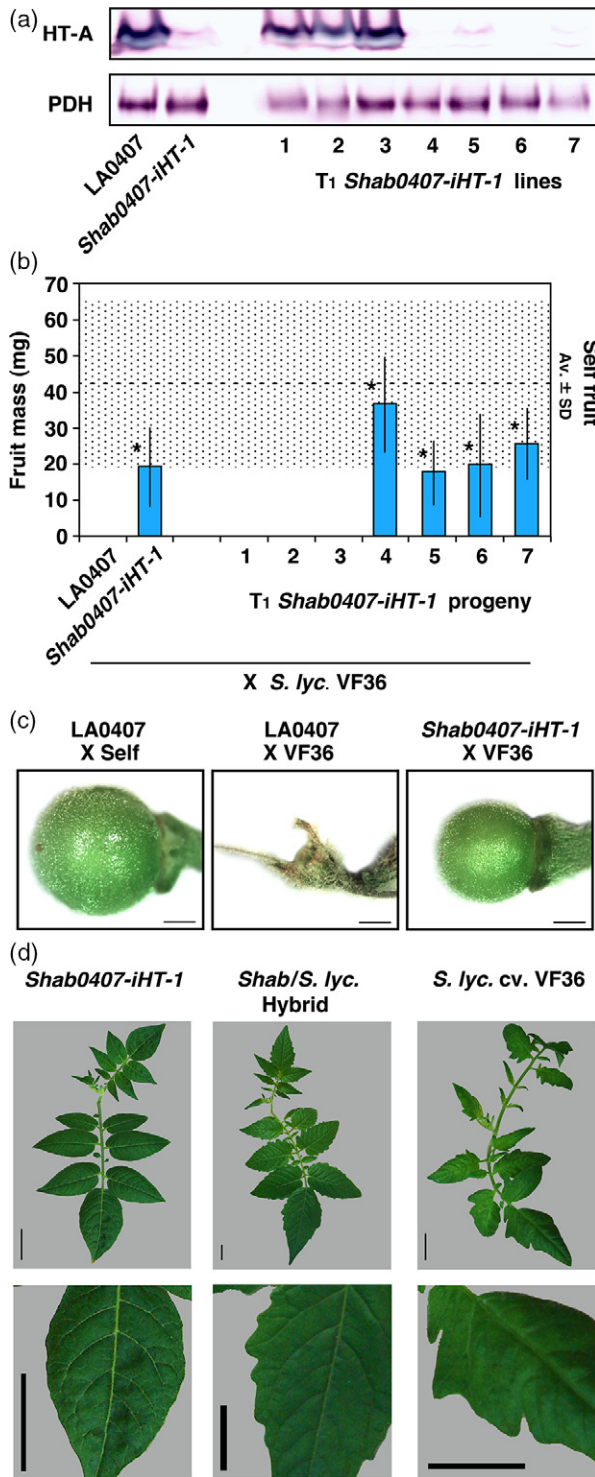 (a)
HT-A
PDH
LA0407
Shab0407-iHT-1
1 2 3 4 5 6 7
T1 Shab0407-iHT-1 lines
(b)
70
60
50
40
30
20
10
0
Fruit mass (mg)
* * * * *
Self fruit
Av. ± SD
LA0407
Shab0407-iHT-1
1 2 3 4 5 6 7
T1 Shab0407-iHT-1 progeny
X S. lyc. VF36
(c)
LA0407
X Self
LA0407
X VF36
Shab0407-iHT-1
X VF36
(d)
Shab0407-iHT-1
Shab/S. lyc.
Hybrid
S. lyc. cv. VF36